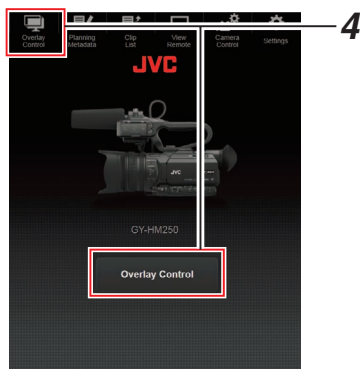 Overlay Control
Planning Metadata
Clip List
View Remote
Camera Control
Settings
4
JVC
JVC
GY-HM250
Overlay Control